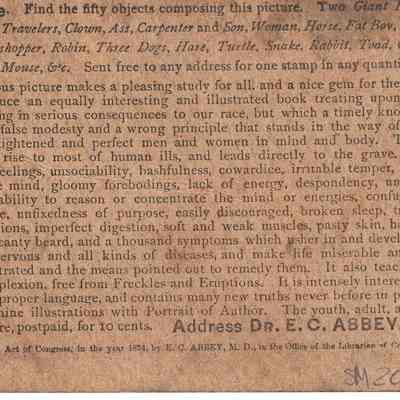 Find the fifty objects composing this picture. Two Giant
Travelers, Clown, Ass, Carpenter and Son, Woman, Horse, Fat Boy,
shopper, Robin, Three Dogs, Hare, Turtle, Snake, Rabbit, Toad,
Mouse, &c. Sent free to any address for one stamp in any quanti
ous picture makes a pleasing study for all, and a nice gem for the
uce an equally interesting and illustrated book treating upon
ing in serious consequences to our race, but which a timely know
false modesty and a wrong principle that stands in the way of
ightened and perfect men and women in mind and body. T
rise to most of human ills, and leads directly to the grave.
eelings, unsociability, bashfulness, cowardice, irritable temper,
e mind, gloomy forebodings, lack of energy, despondency, un
ability to reason or concentrate the mind or energies, confu
e, unfixedness of purpose, easily discouraged, broken sleep, tr
ions, imperfect digestion, soft and weak muscles, pasty skin, h
canty beard, and a thousand symptoms which usher in and devel
ervous and all kinds of diseases, and make life miserable an
trated and the means pointed out to remedy them. It also teac
plexion, free from Freckles and Eruptions. It is intensely intere
proper language, and contains many new truths never before in p
nine illustrations with Portrait of Author. The youth, adult, a
re, postpaid, for 10 cents. Address DR. E. C. ABBEY,
Act of Congress, in the year 1874, by E. C. ABBEY, M. D., in the Office of the Librarian of Co